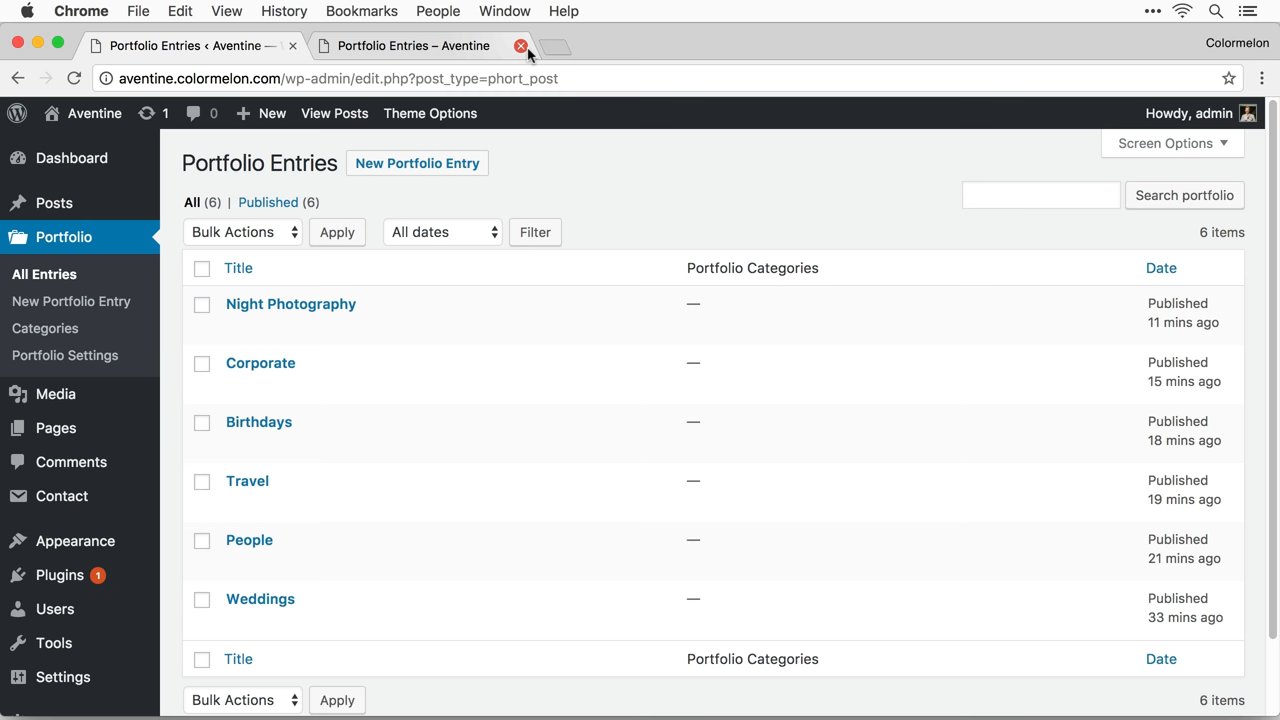 Chrome File Edit View History Bookmarks People Window Help
Portfolio Entries ‹ Aventine —
Portfolio Entries – Aventine
Colormelon
aventine.colormelon.com/wp-admin/edit.php?post_type=phort_post
Aventine 1 0 New View Posts Theme Options Howdy, admin
Screen Options
Dashboard
Posts
Portfolio
All Entries
New Portfolio Entry
Categories
Portfolio Settings
Media
Pages
Comments
Contact
Appearance
Plugins 1
Users
Tools
Settings
Portfolio Entries New Portfolio Entry
All (6) | Published (6)
Search portfolio
Bulk Actions Apply All dates Filter 6 items
Title Portfolio Categories Date
Night Photography — Published
11 mins ago
Corporate — Published
15 mins ago
Birthdays — Published
18 mins ago
Travel — Published
19 mins ago
People — Published
21 mins ago
Weddings — Published
33 mins ago
Title Portfolio Categories Date
Bulk Actions Apply 6 items